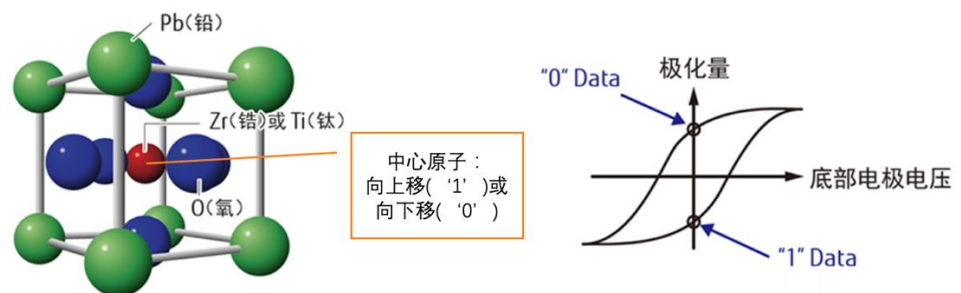 Pb(铅)
Zr(锆)或 Ti(钛)
O(氧)
中心原子：
向上移(‘1’)或
向下移(‘0’)
极化量
“0” Data
底部电极电压
“1” Data